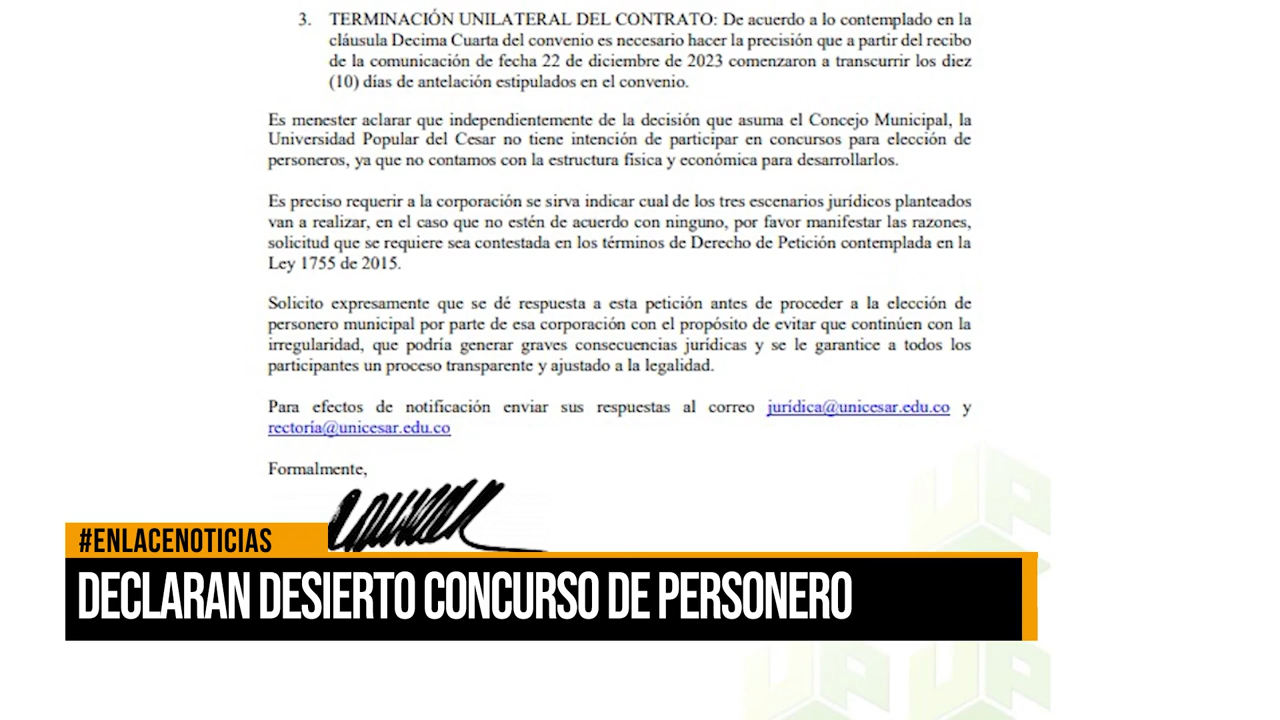 3. TERMINACIÓN UNILATERAL DEL CONTRATO: De acuerdo a lo contemplado en la
cláusula Decima Cuarta del convenio es necesario hacer la precisión que a partir del recibo
de la comunicación de fecha 22 de diciembre de 2023 comenzaron a transcurrir los diez
(10) días de antelación estipulados en el convenio.
Es menester aclarar que independientemente de la decisión que asuma el Concejo Municipal, la
Universidad Popular del Cesar no tiene intención de participar en concursos para elección de
personeros, ya que no contamos con la estructura física y económica para desarrollarlos.
Es preciso requerir a la corporación se sirva indicar cual de los tres escenarios jurídicos planteados
van a realizar, en el caso que no estén de acuerdo con ninguno, por favor manifestar las razones,
solicitud que se requiere sea contestada en los términos de Derecho de Petición contemplada en la
Ley 1755 de 2015.
Solicito expresamente que se dé respuesta a esta petición antes de proceder a la elección de
personero municipal por parte de esa corporación con el propósito de evitar que continúen con la
irregularidad, que podría generar graves consecuencias jurídicas y se le garantice a todos los
participantes un proceso transparente y ajustado a la legalidad.
Para efectos de notificación enviar sus respuestas al correo jurídica@unicesar.edu.co y
rectoría@unicesar.edu.co
Formalmente,
#ENLACENOTICIAS
DECLARAN DESIERTO CONCURSO DE PERSONERO